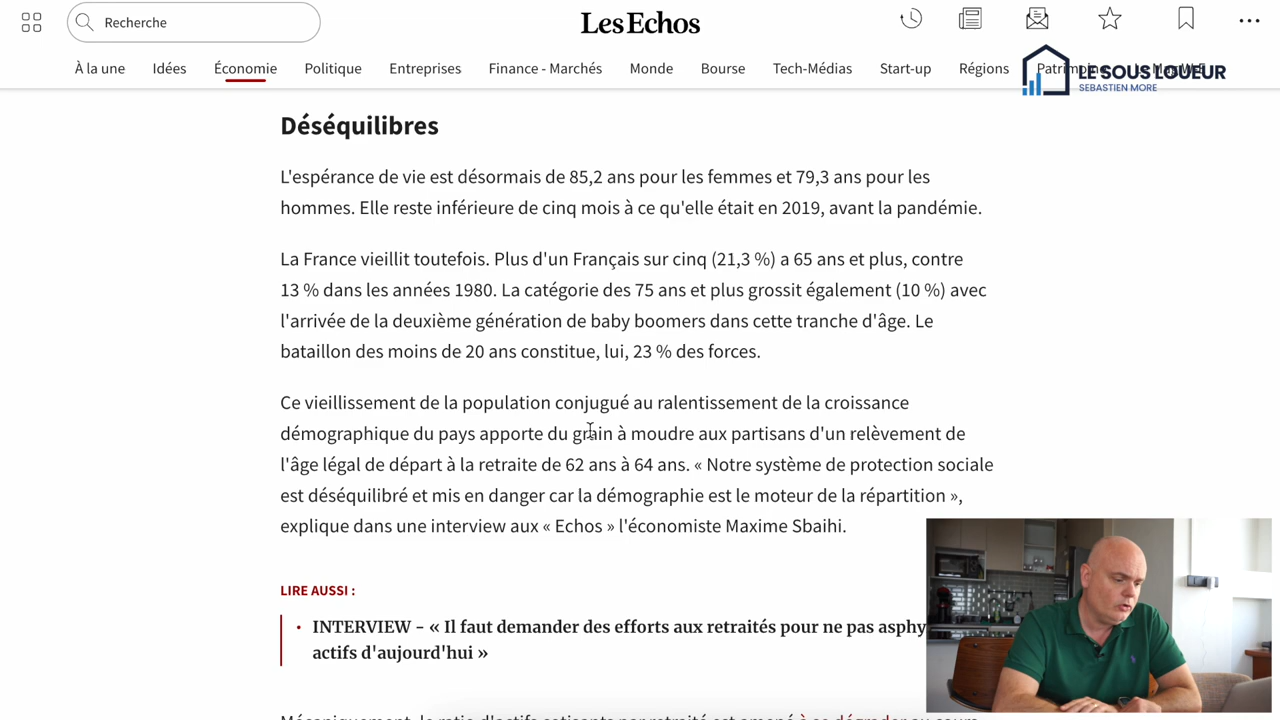 Recherche
Les Echos
À la une Idées Économie Politique Entreprises Finance - Marchés Monde Bourse Tech-Médias Start-up Régions
LE SOUS LOUEUR
SEBASTIEN MORE
Déséquilibres
L'espérance de vie est désormais de 85,2 ans pour les femmes et 79,3 ans pour les
hommes. Elle reste inférieure de cinq mois à ce qu'elle était en 2019, avant la pandémie.
La France vieillit toutefois. Plus d'un Français sur cinq (21,3 %) a 65 ans et plus, contre
13 % dans les années 1980. La catégorie des 75 ans et plus grossit également (10 %) avec
l'arrivée de la deuxième génération de baby boomers dans cette tranche d'âge. Le
bataillon des moins de 20 ans constitue, lui, 23 % des forces.
Ce vieillissement de la population conjugué au ralentissement de la croissance
démographique du pays apporte du grain à moudre aux partisans d'un relèvement de
l'âge légal de départ à la retraite de 62 ans à 64 ans. « Notre système de protection sociale
est déséquilibré et mis en danger car la démographie est le moteur de la répartition »,
explique dans une interview aux « Echos » l'économiste Maxime Sbaihi.
LIRE AUSSI :
• INTERVIEW - « Il faut demander des efforts aux retraités pour ne pas asphy
actifs d'aujourd'hui »